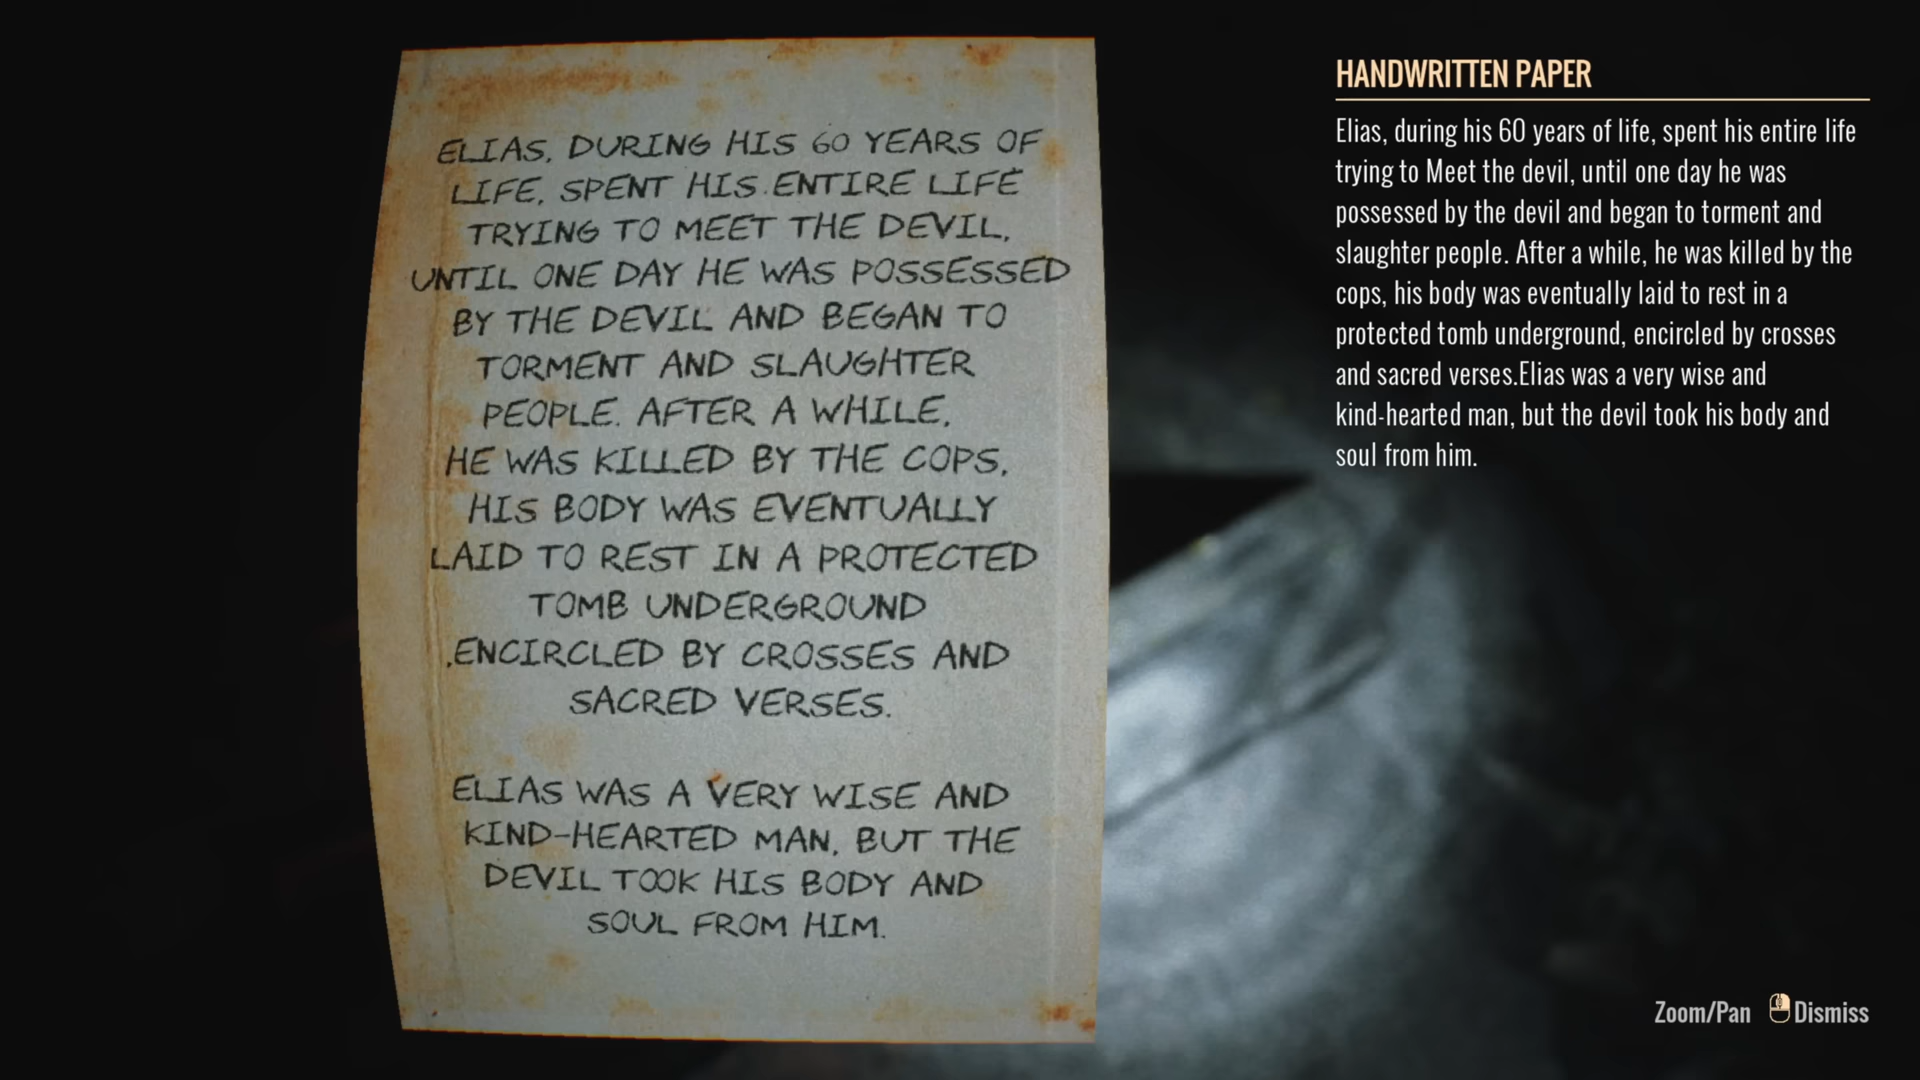 ELIAS, DURING HIS 60 YEARS OF
LIFE, SPENT HIS ENTIRE LIFE
TRYING TO MEET THE DEVIL,
UNTIL ONE DAY HE WAS POSSESSED
BY THE DEVIL AND BEGAN TO
TORMENT AND SLAUGHTER
PEOPLE. AFTER A WHILE,
HE WAS KILLED BY THE COPS,
HIS BODY WAS EVENTUALLY
LAID TO REST IN A PROTECTED
TOMB UNDERGROUND
,ENCIRCLED BY CROSSES AND
SACRED VERSES.
ELIAS WAS A VERY WISE AND
KIND-HEARTED MAN, BUT THE
DEVIL TOOK HIS BODY AND
SOUL FROM HIM.
HANDWRITTEN PAPER
Elias, during his 60 years of life, spent his entire life
trying to Meet the devil, until one day he was
possessed by the devil and began to torment and
slaughter people. After a while, he was killed by the
cops, his body was eventually laid to rest in a
protected tomb underground, encircled by crosses
and sacred verses.Elias was a very wise and
kind-hearted man, but the devil took his body and
soul from him.
Zoom/Pan Dismiss